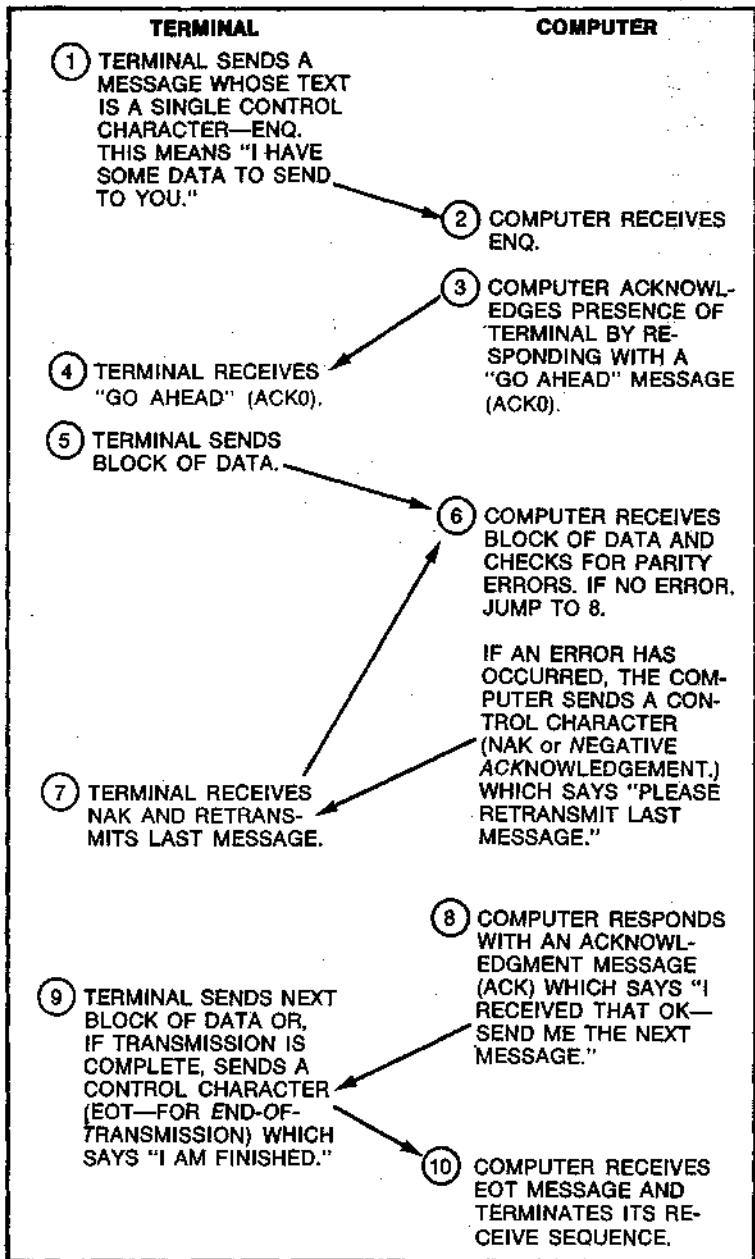 TERMINAL
COMPUTER
1 TERMINAL SENDS A
MESSAGE WHOSE TEXT
IS A SINGLE CONTROL
CHARACTER—ENQ.
THIS MEANS "I HAVE
SOME DATA TO SEND
TO YOU."
2 COMPUTER RECEIVES
ENQ.
3 COMPUTER ACKNOWL-
EDGES PRESENCE OF
TERMINAL BY RE-
SPONDING WITH A
"GO AHEAD" MESSAGE
(ACK0).
4 TERMINAL RECEIVES
"GO AHEAD" (ACK0).
5 TERMINAL SENDS
BLOCK OF DATA.
6 COMPUTER RECEIVES
BLOCK OF DATA AND
CHECKS FOR PARITY
ERRORS. IF NO ERROR,
JUMP TO 8.
IF AN ERROR HAS
OCCURRED, THE COM-
PUTER SENDS A CON-
TROL CHARACTER
(NAK or NEGATIVE
ACKNOWLEDGEMENT.)
WHICH SAYS "PLEASE
RETRANSMIT LAST
MESSAGE."
7 TERMINAL RECEIVES
NAK AND RETRANS-
MITS LAST MESSAGE.
8 COMPUTER RESPONDS
WITH AN ACKNOWL-
EDGMENT MESSAGE
(ACK) WHICH SAYS "I
RECEIVED THAT OK—
SEND ME THE NEXT
MESSAGE."
9 TERMINAL SENDS NEXT
BLOCK OF DATA OR,
IF TRANSMISSION IS
COMPLETE, SENDS A
CONTROL CHARACTER
(EOT—FOR END-OF-
TRANSMISSION) WHICH
SAYS "I AM FINISHED."
10 COMPUTER RECEIVES
EOT MESSAGE AND
TERMINATES ITS RE-
CEIVE SEQUENCE.